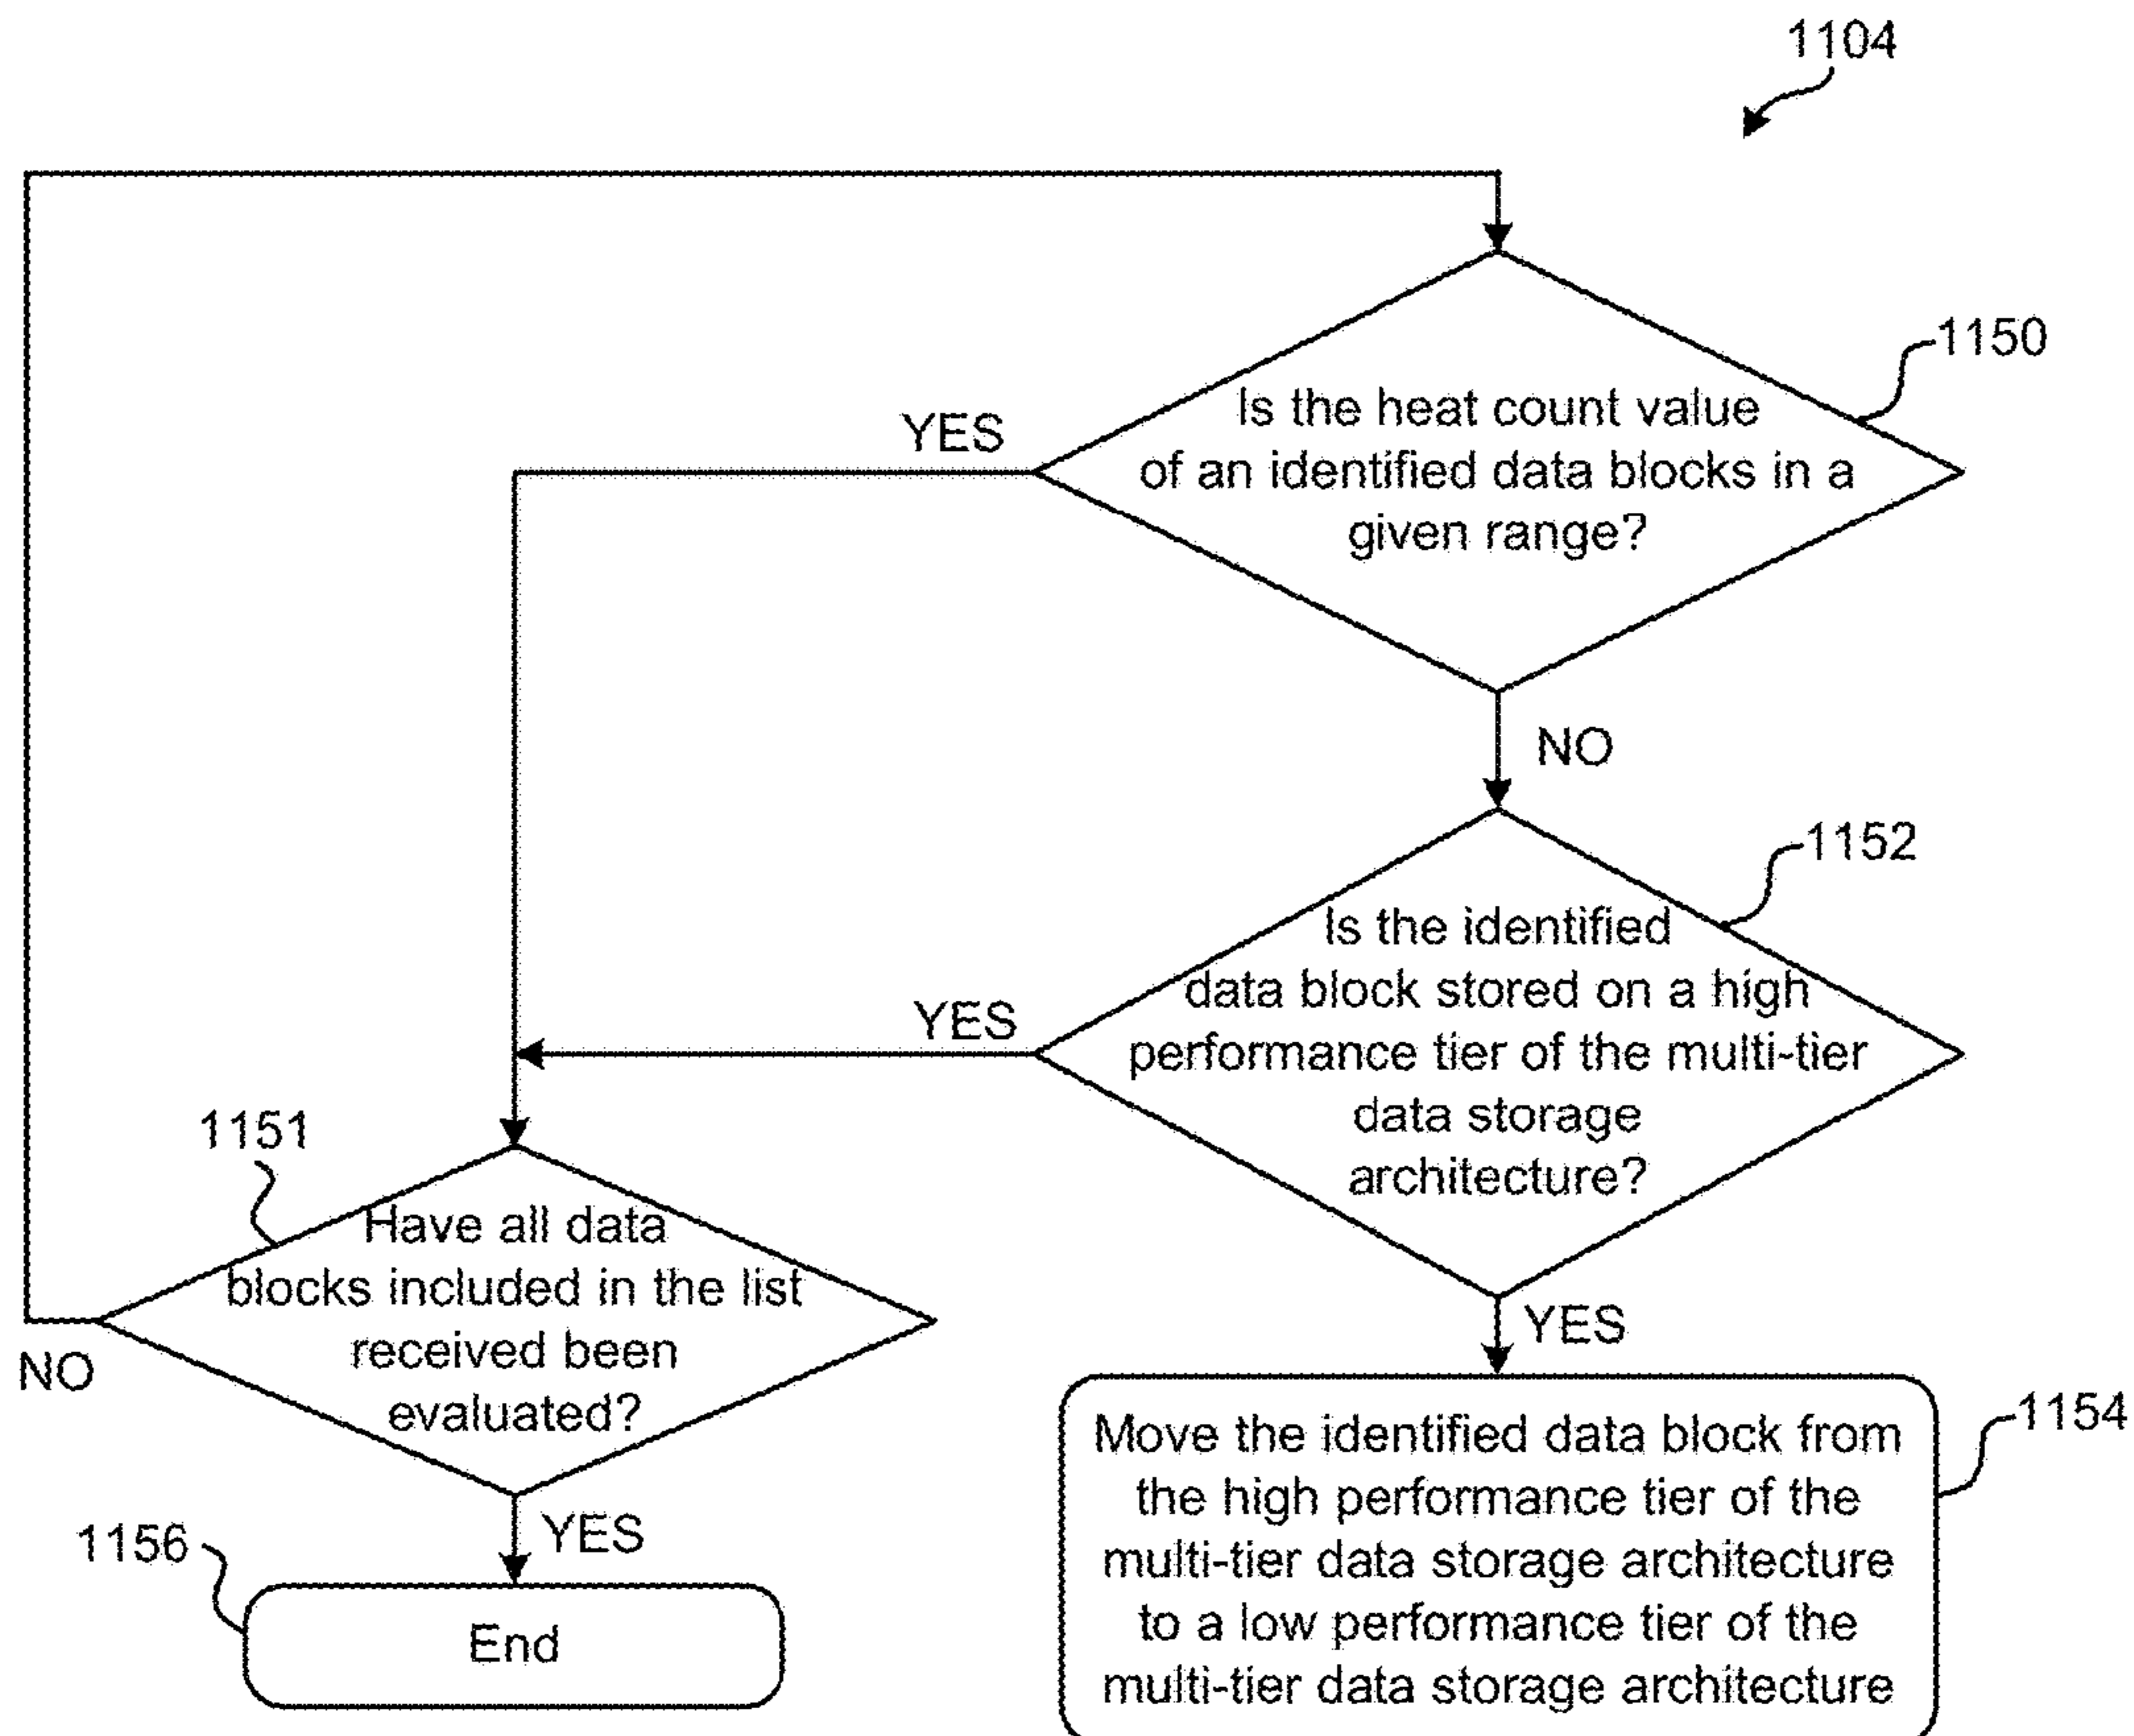 1104
1150
Is the heat count value
of an identified data blocks in a
given range?
YES
NO
1152
Is the identified
data block stored on a high
performance tier of the multi-tier
data storage
architecture?
YES
1151
Have all data
blocks included in the list
received been
evaluated?
NO
YES
YES
1154
Move the identified data block from
the high performance tier of the
multi-tier data storage architecture
to a low performance tier of the
multi-tier data storage architecture
1156
End